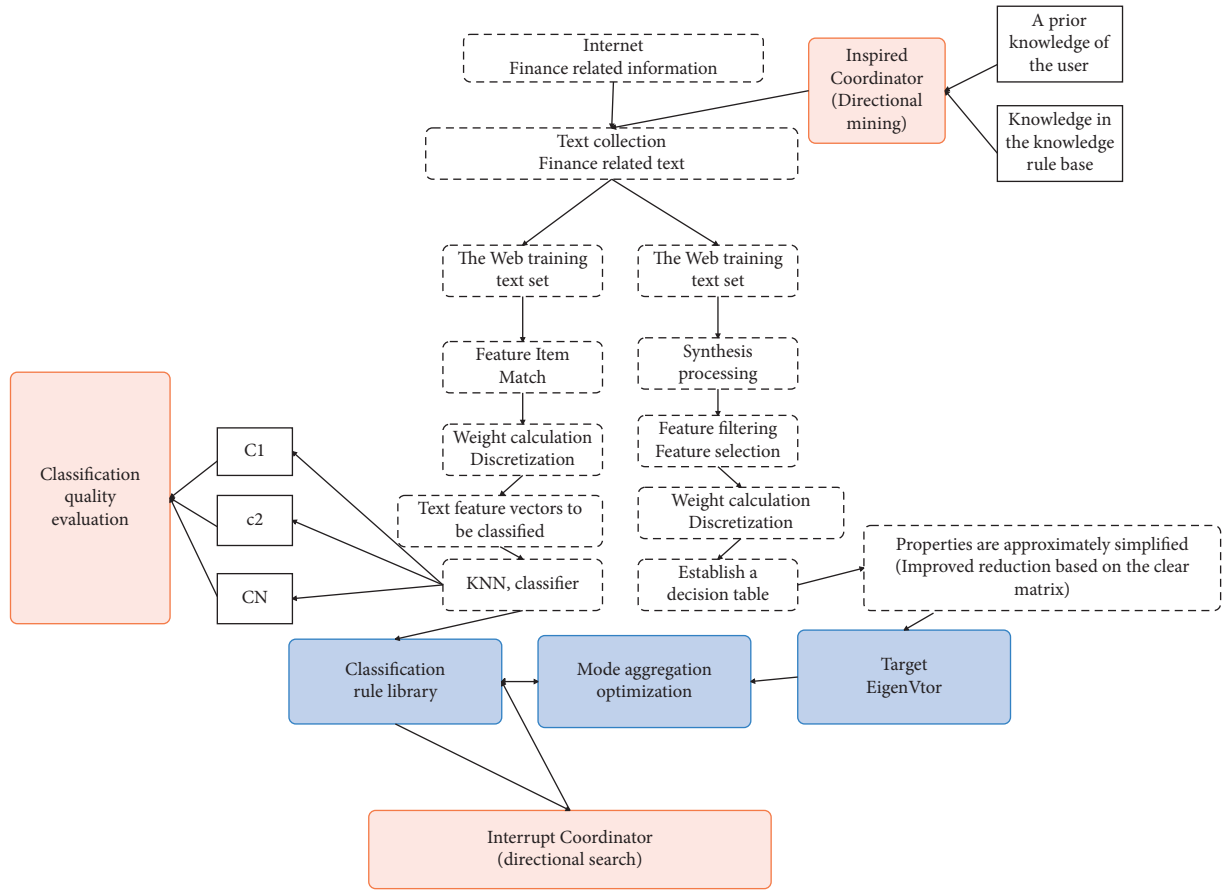 Internet
Finance related information
Inspired
Coordinator
(Directional
mining)
A prior
knowledge of
the user
Knowledge in
the knowledge
rule base
Text collection
Finance related text
The Web training
text set
The Web training
text set
Feature Item
Match
Synthesis
processing
Weight calculation
Discretization
Feature filtering
Feature selection
Classification
quality
evaluation
C1
c2
CN
Text feature vectors to
be classified
Weight calculation
Discretization
KNN, classifier
Establish a
decision table
Properties are approximately simplified
(Improved reduction based on the clear
matrix)
Classification
rule library
Mode aggregation
optimization
Target
EigenVtor
Interrupt Coordinator
(directional search)